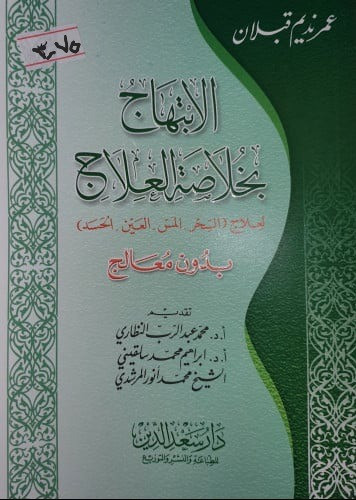 عمر نديم قبلان
٣,٧٥
الابتهاج
بخلاصة العلاج
لعلاج (السحر. المس. العين. الحسد)
بدون معالج
تقديم
أ.د. محمد عبد الرب النظاري
أ.د. ابراهيم محمد سلقيني
الشيخ محمد أنور المرشدي
دار سعد الدين
للطباعة والنشر والتوزيع